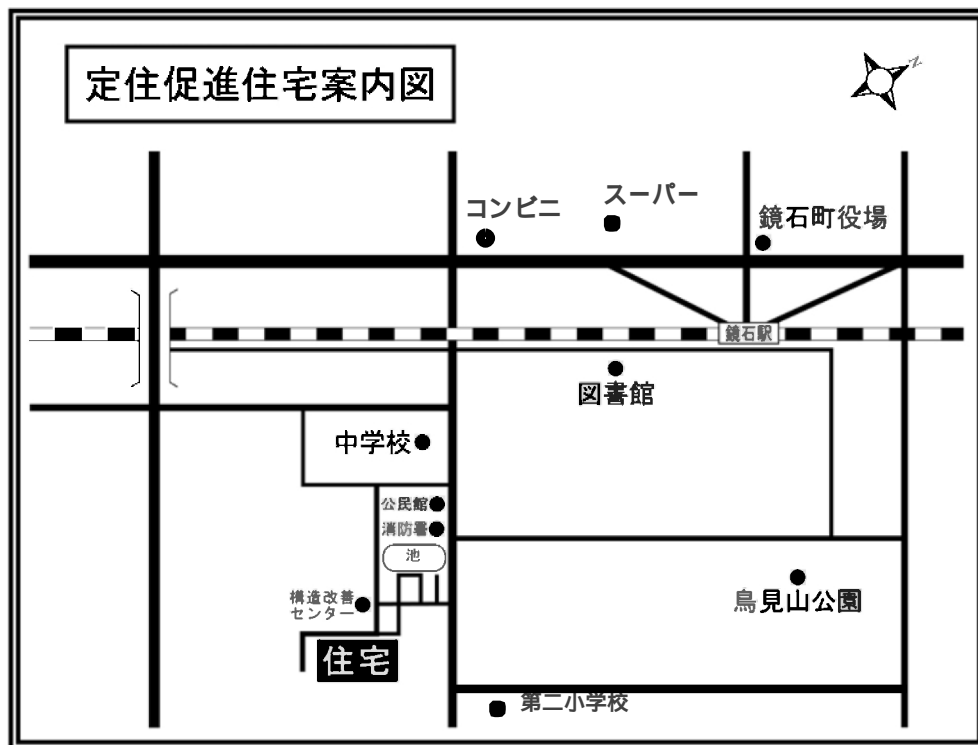 定住促進住宅案内図
N
スーパー
コンビニ
鏡石町役場
鏡石駅
図書館
中学校
公民館
消防署
池
鳥見山公園
構造改善
センター
住宅
第二小学校